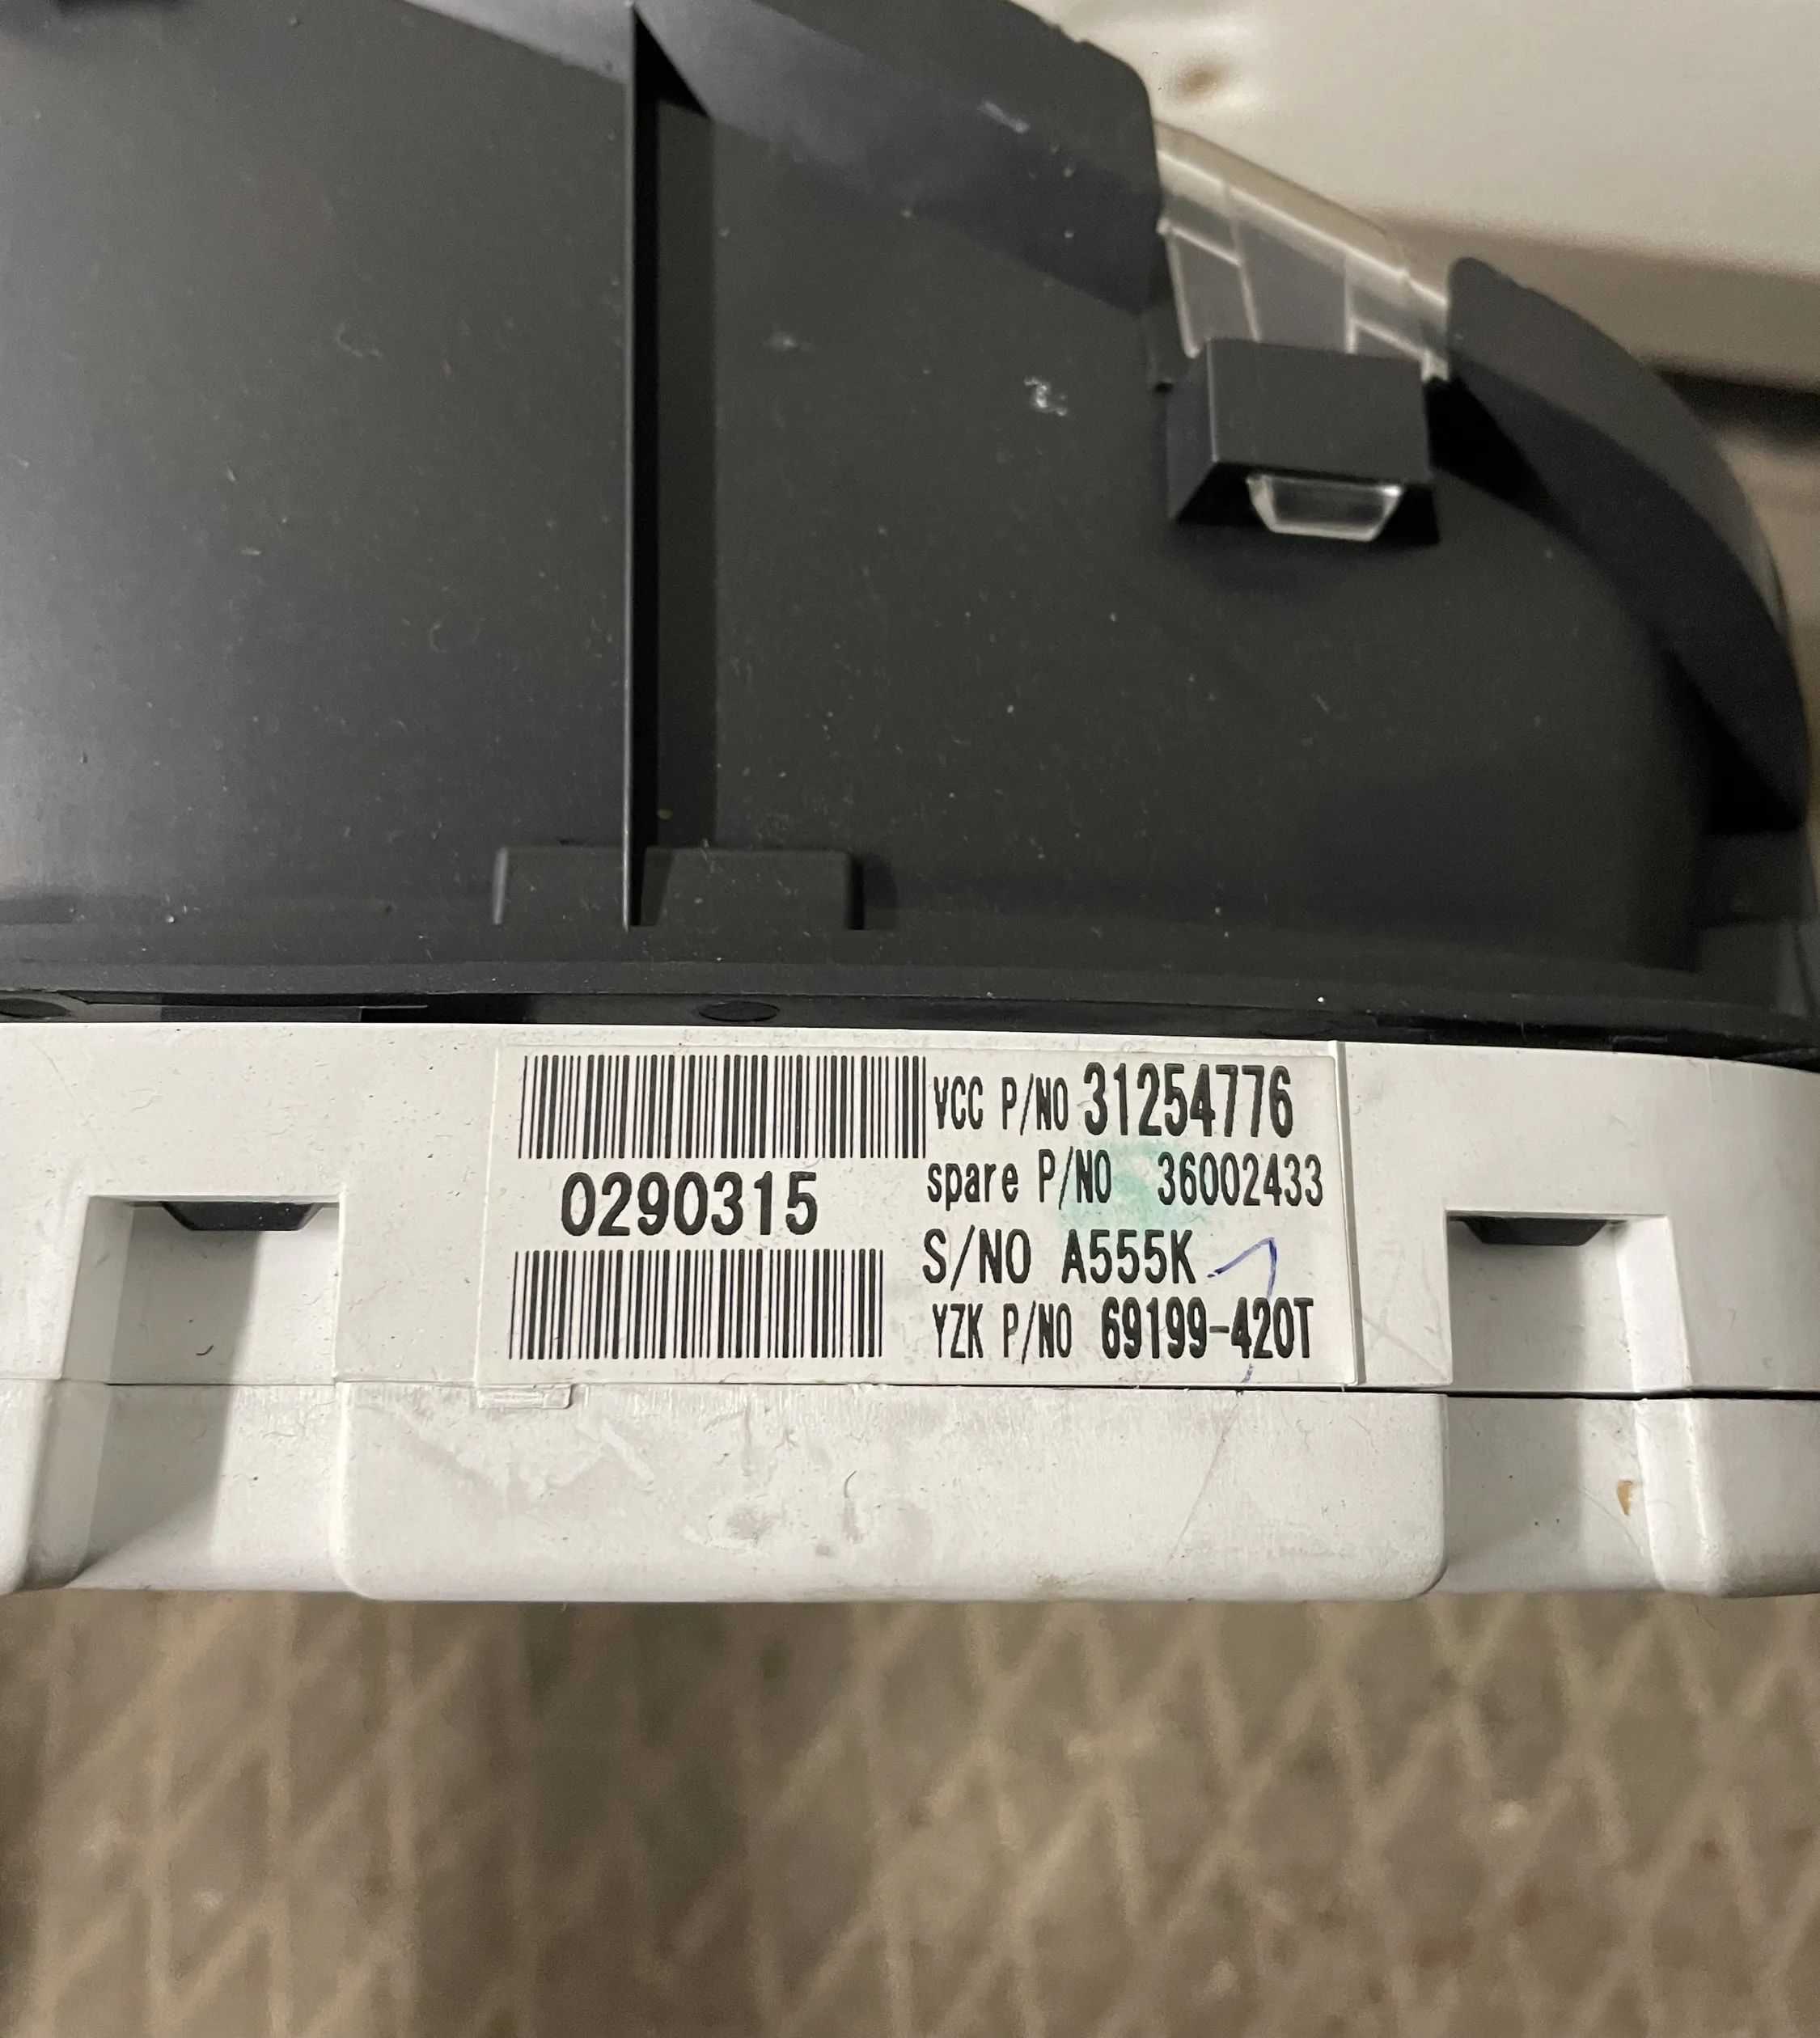 VCC P/NO 31254776
spare P/NO 36002433
0290315
S/NO A555K
YZK P/NO 69199-420T